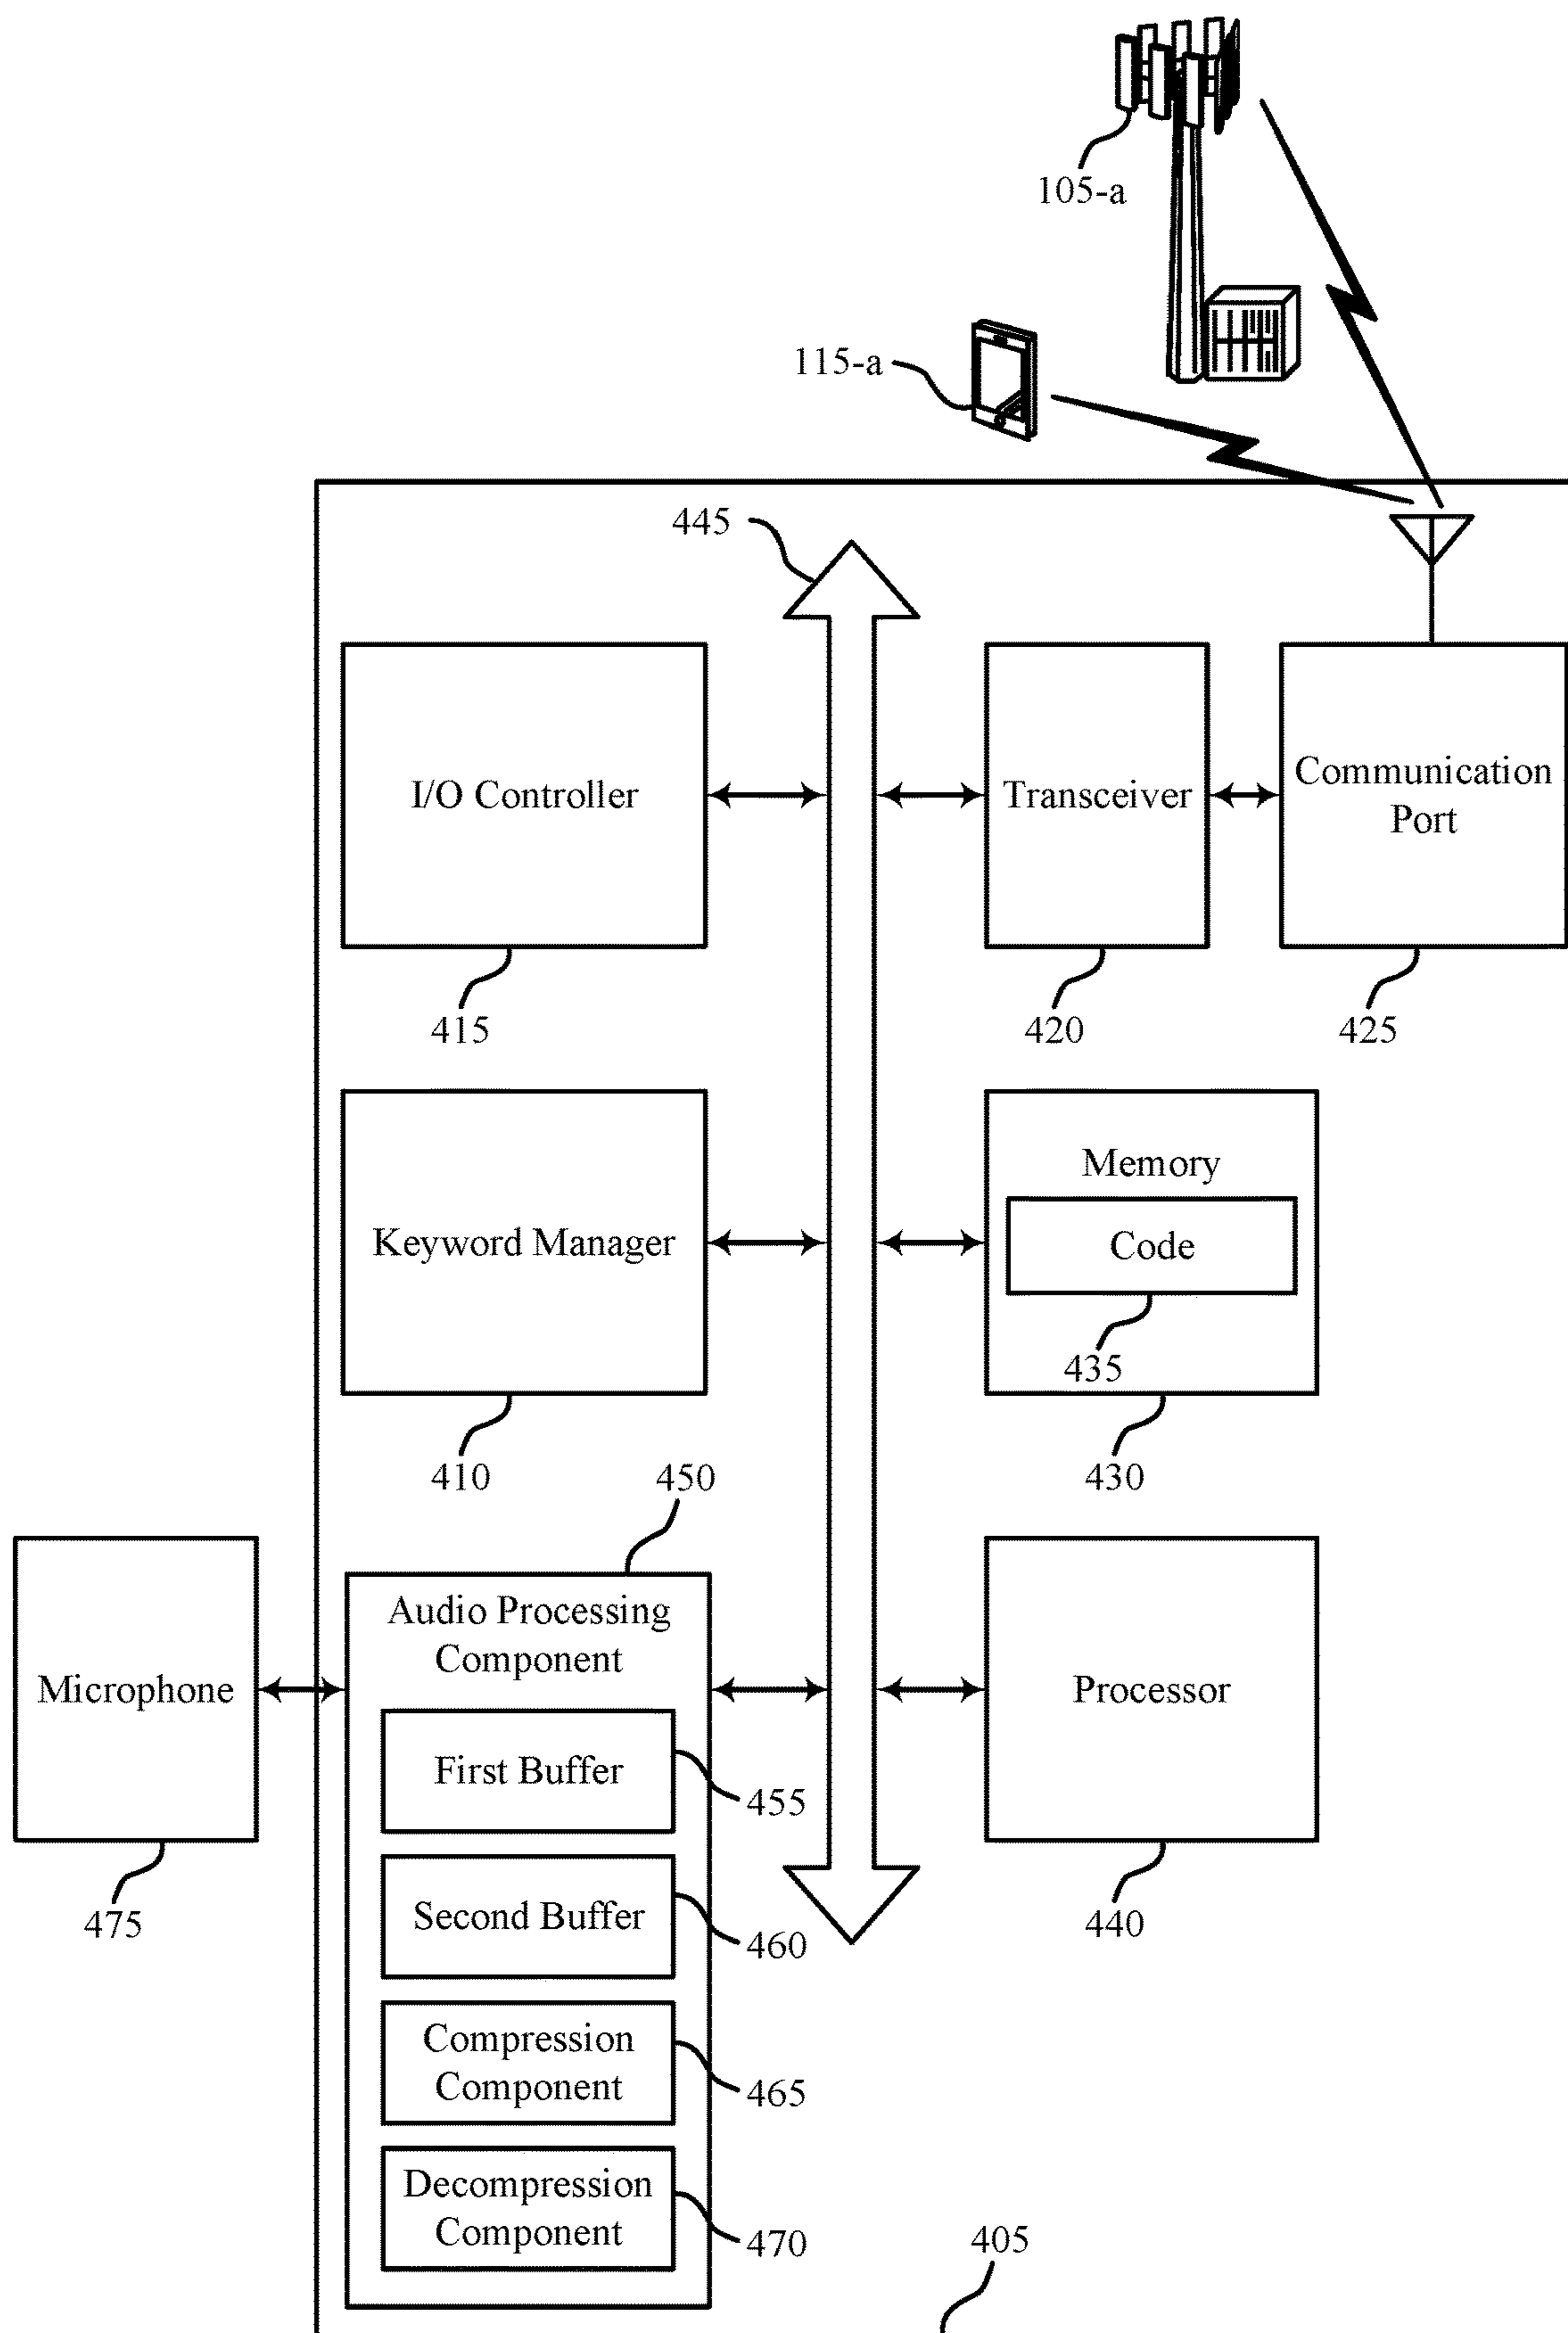 105-a
115-a
445
I/O Controller
Transceiver
Communication
Port
415
420
425
Keyword Manager
Memory
Code
435
410
430
450
Microphone
Audio Processing
Component
Processor
First Buffer
455
Second Buffer
460
475
440
Compression
Component
465
Decompression
Component
470
405